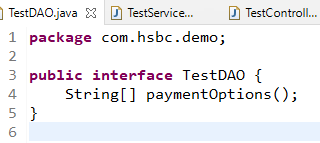 TestDAO.java TestService... TestControll...
1 package com.hsbc.demo;
2
3 public interface TestDAO {
4 String[] paymentOptions();
5 }
6